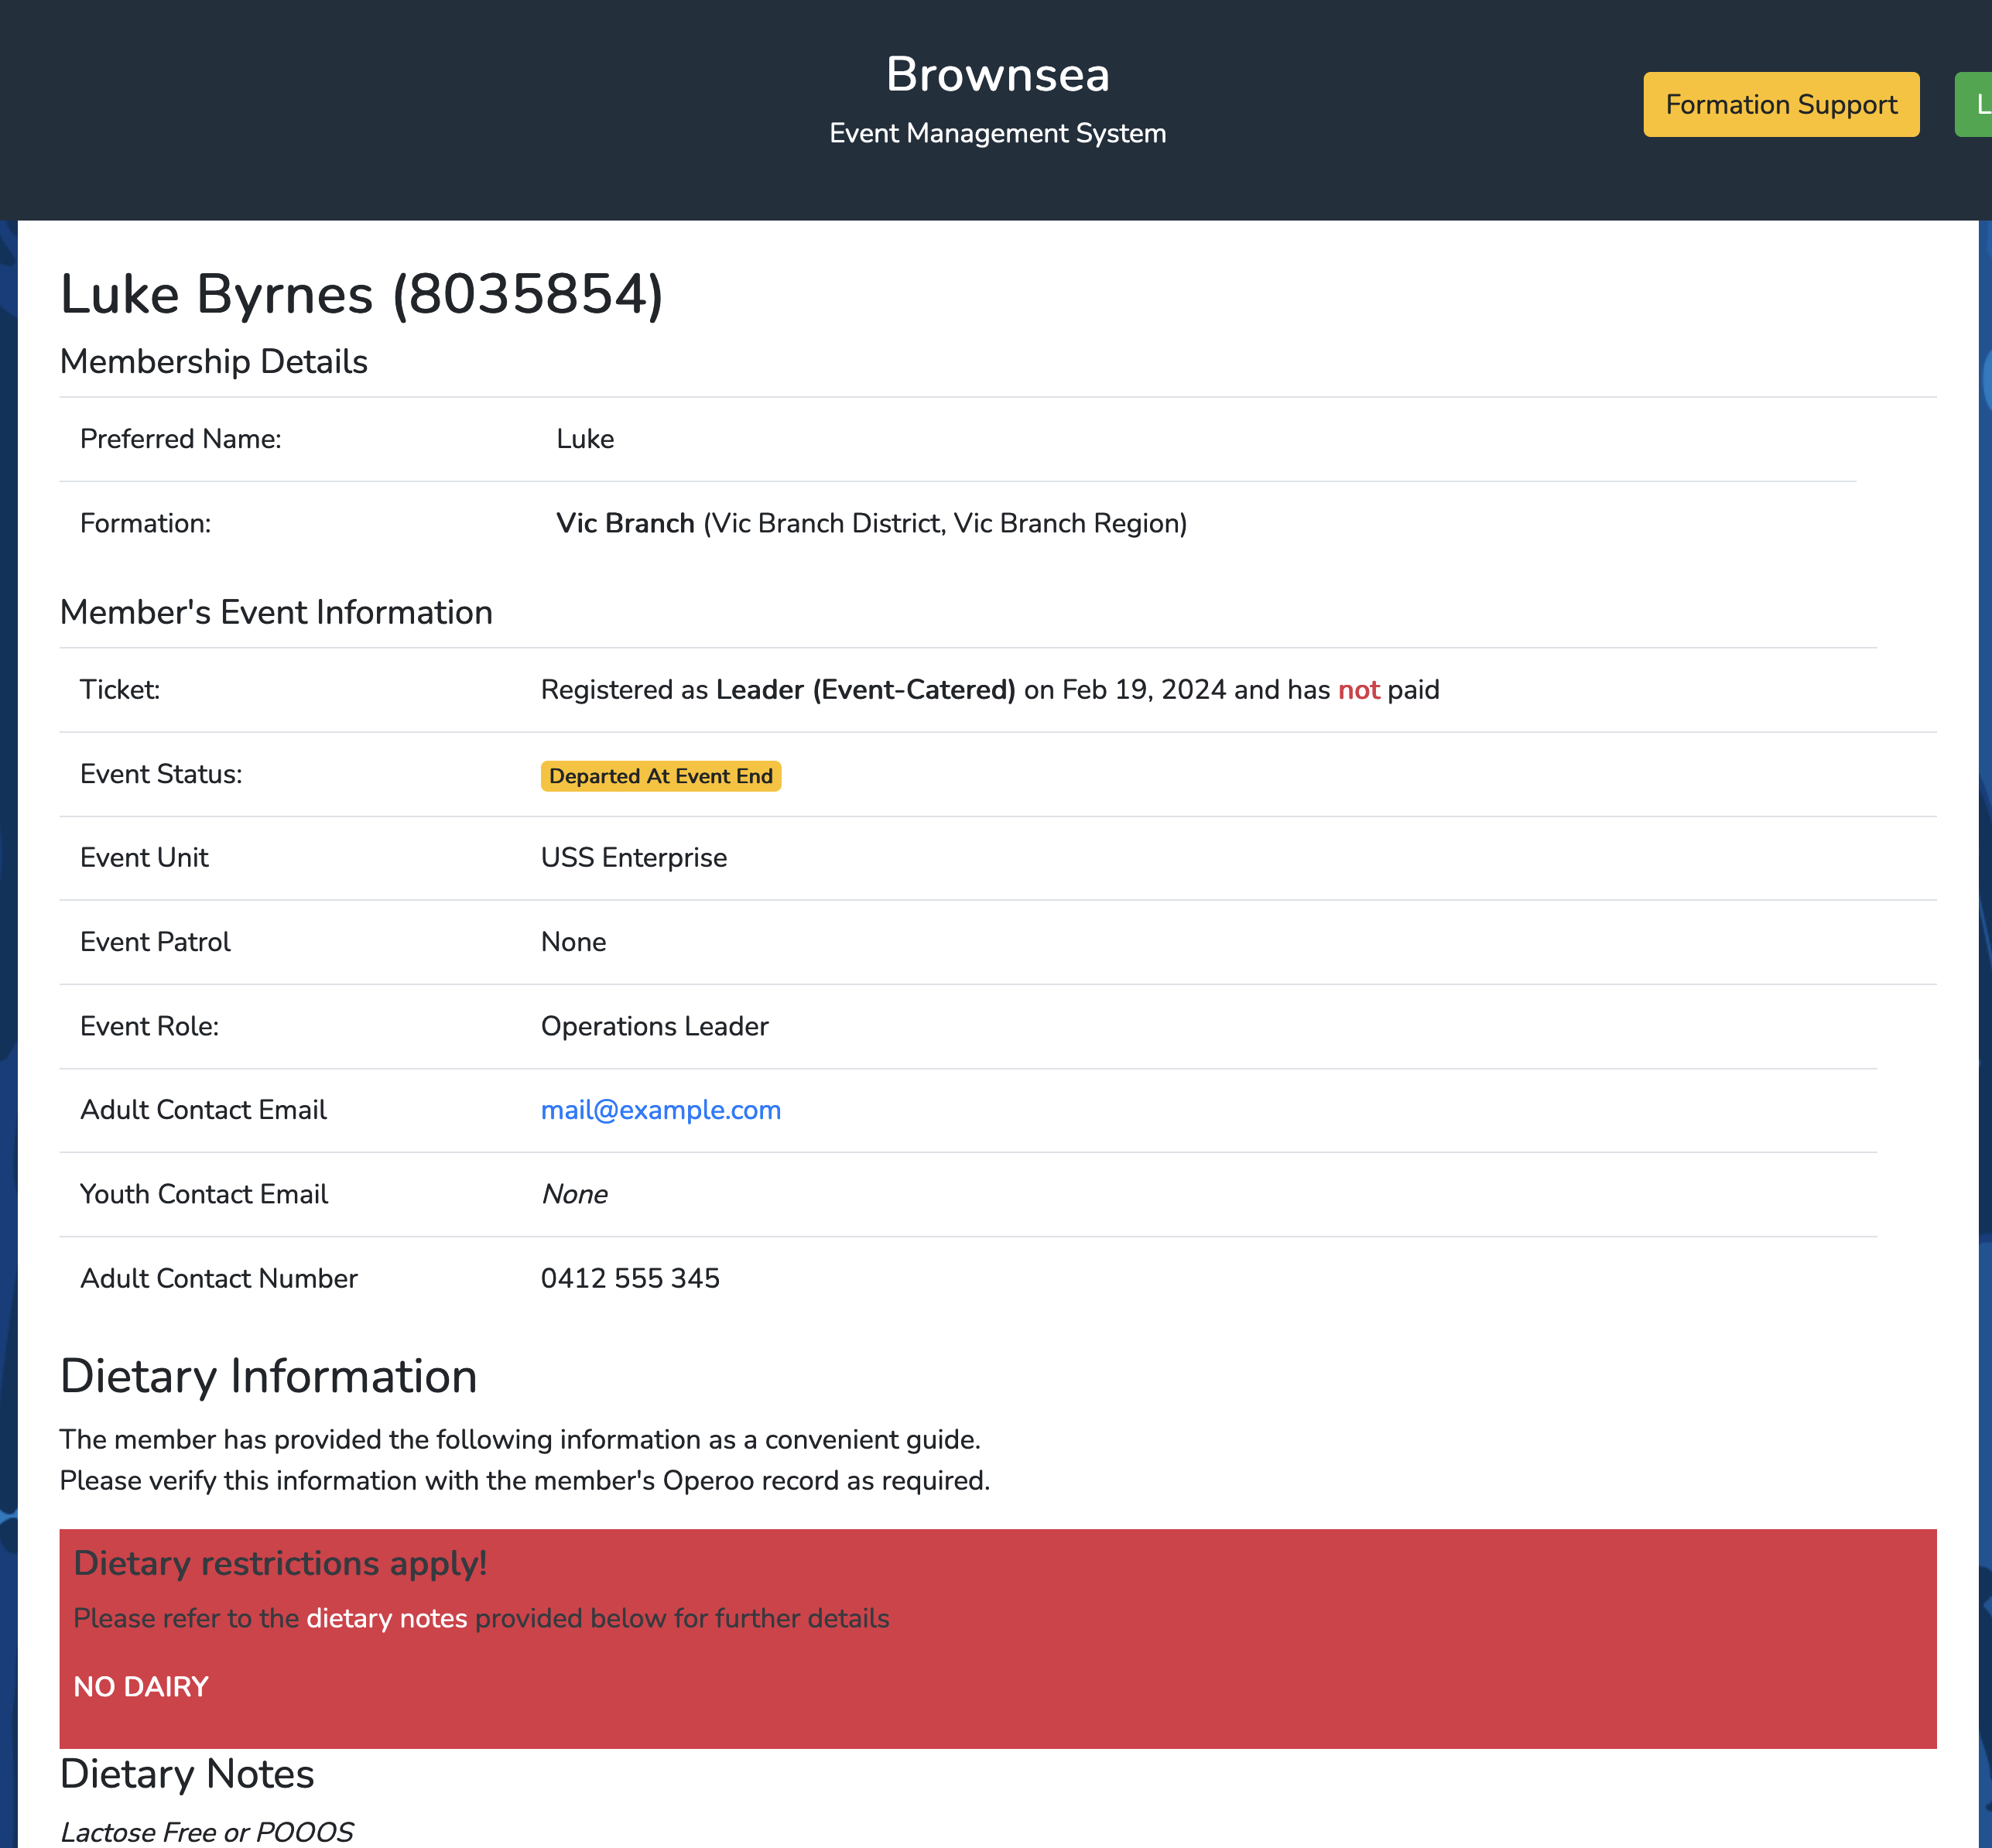 Brownsea
Event Management System
Formation Support
L
Luke Byrnes (8035854)
Membership Details
Preferred Name: Luke
Formation: Vic Branch (Vic Branch District, Vic Branch Region)
Member's Event Information
Ticket: Registered as Leader (Event-Catered) on Feb 19, 2024 and has not paid
Event Status: Departed At Event End
Event Unit USS Enterprise
Event Patrol None
Event Role: Operations Leader
Adult Contact Email mail@example.com
Youth Contact Email None
Adult Contact Number 0412 555 345
Dietary Information
The member has provided the following information as a convenient guide.
Please verify this information with the member's Operoo record as required.
Dietary restrictions apply!
Please refer to the dietary notes provided below for further details
NO DAIRY
Dietary Notes
Lactose Free or POOOS